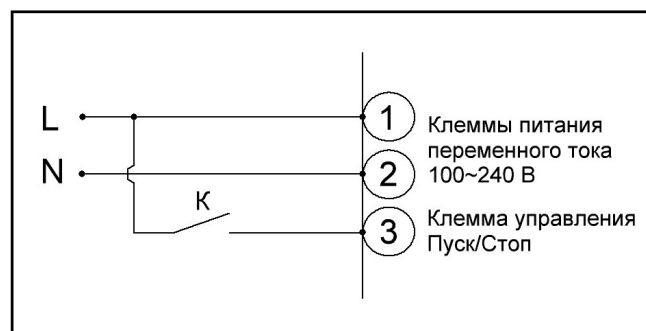 L
1
Клеммы питания
переменного тока
100~240 В
N
2
К
3
Клемма управления
Пуск/Стоп